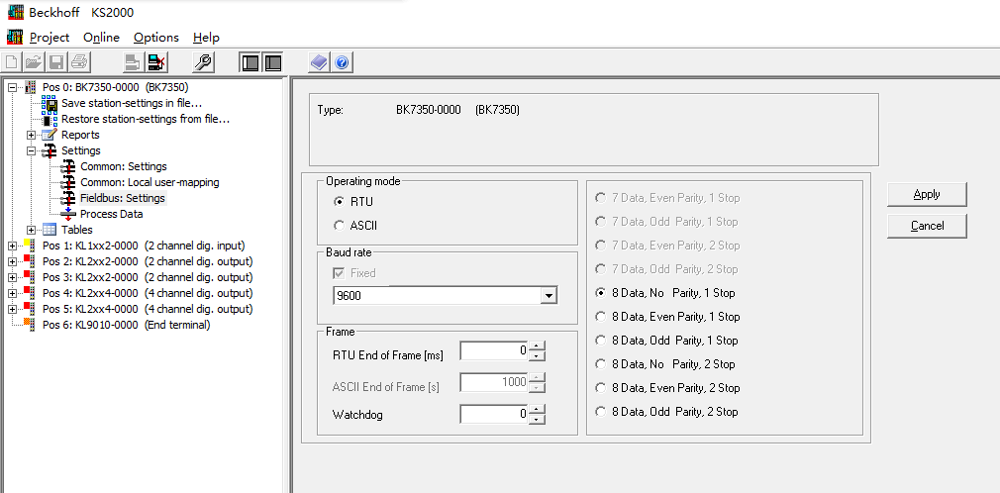 Beckhoff KS2000
Project Online Options Help
Pos 0: BK7350-0000 (BK7350)
Save station-settings in file...
Restore station-settings from file...
Reports
Settings
Common: Settings
Common: Local user-mapping
Fieldbus: Settings
Process Data
Tables
Pos 1: KL1xx2-0000 (2 channel dig. input)
Pos 2: KL2xx2-0000 (2 channel dig. output)
Pos 3: KL2xx2-0000 (2 channel dig. output)
Pos 4: KL2xx4-0000 (4 channel dig. output)
Pos 5: KL2xx4-0000 (4 channel dig. output)
Pos 6: KL9010-0000 (End terminal)
Type: BK7350-0000 (BK7350)
Operating mode
RTU
ASCII
Baud rate
Fixed
9600
Frame
RTU End of Frame [ms] 0
ASCII End of Frame [s] 1000
Watchdog 0
7 Data, Even Parity, 1 Stop
7 Data, Odd Parity, 1 Stop
7 Data, Even Parity, 2 Stop
7 Data, Odd Parity, 2 Stop
8 Data, No Parity, 1 Stop
8 Data, Even Parity, 1 Stop
8 Data, Odd Parity, 1 Stop
8 Data, No Parity, 2 Stop
8 Data, Even Parity, 2 Stop
8 Data, Odd Parity, 2 Stop
Apply
Cancel